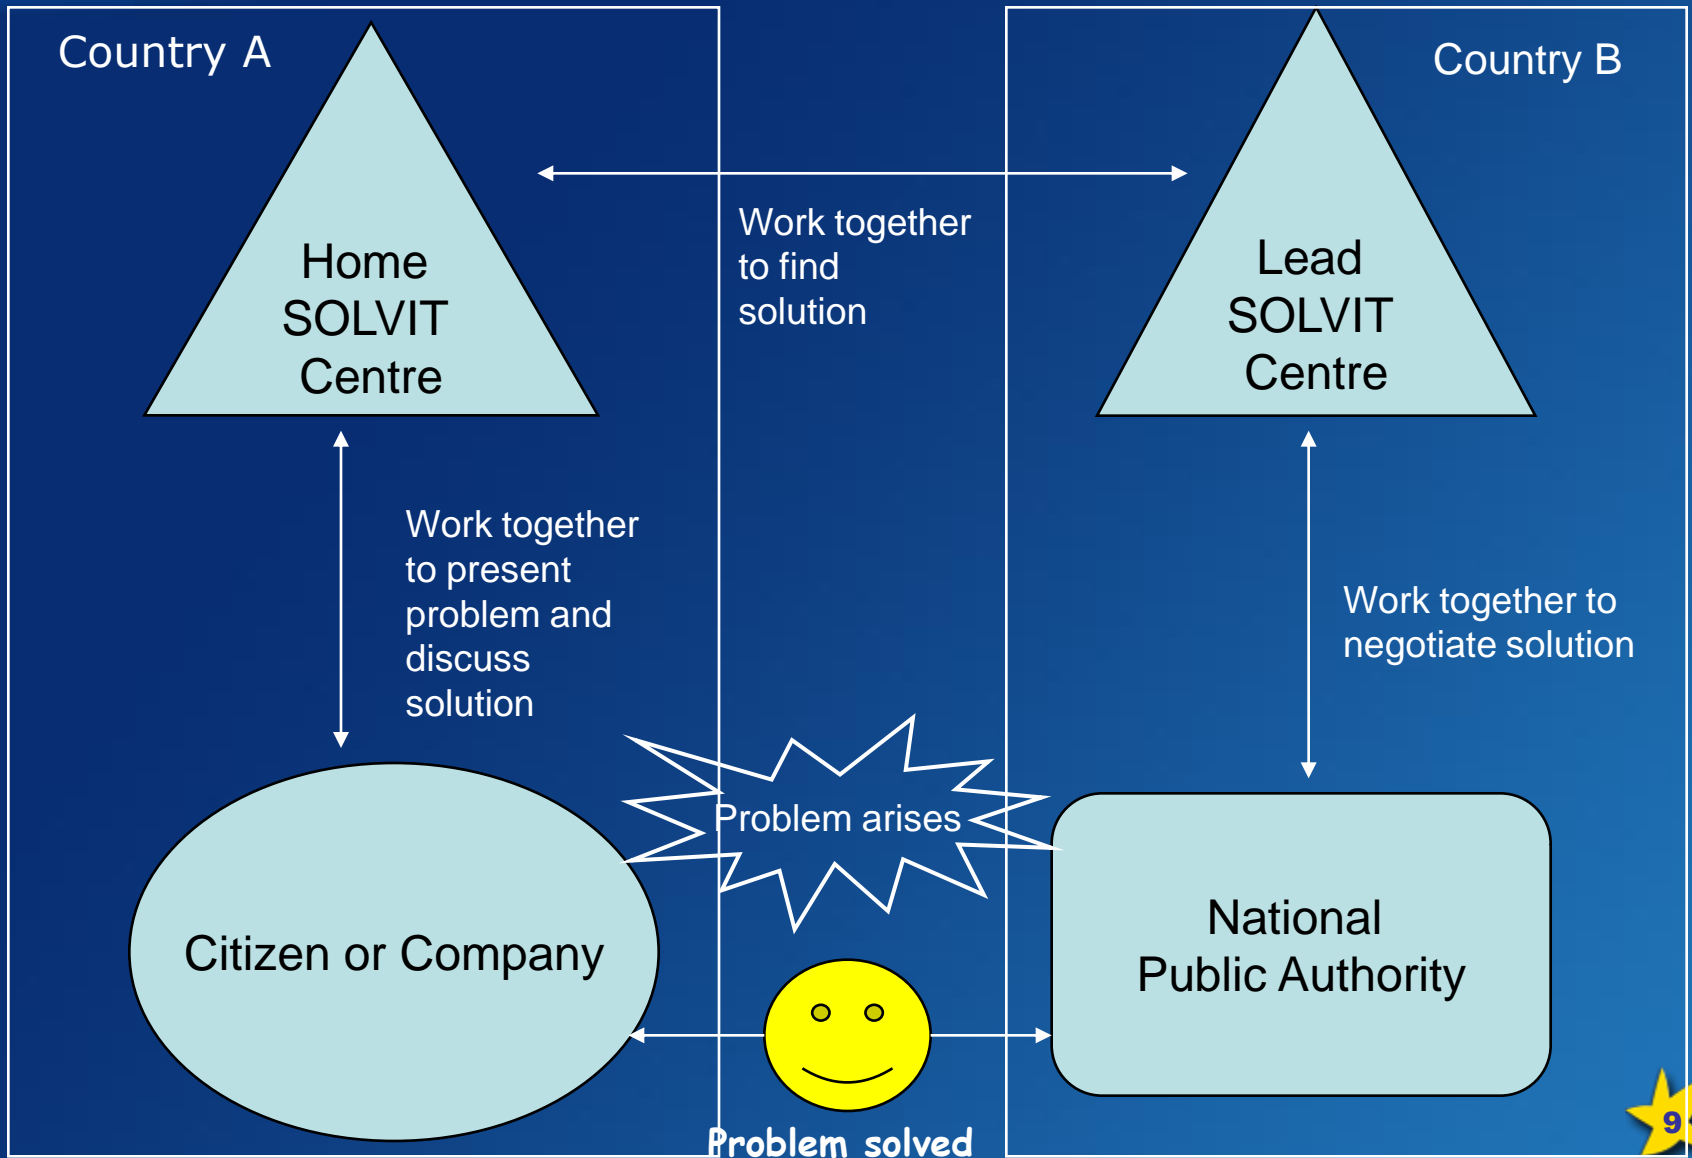 Country A
Country B
Home
SOLVIT
Centre
Work together
to find
solution
Lead
SOLVIT
Centre
Work together
to present
problem and
discuss
solution
Work together to
negotiate solution
Problem arises
Citizen or Company
National
Public Authority
Problem solved
9